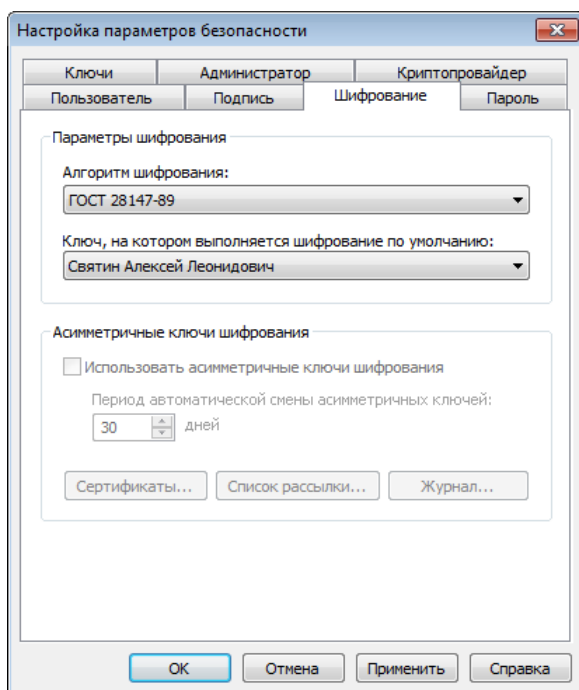 Настройка параметров безопасности
Ключи Администратор Криптопровайдер
Пользователь Подпись Шифрование Пароль
Параметры шифрования
Алгоритм шифрования:
ГОСТ 28147-89
Ключ, на котором выполняется шифрование по умолчанию:
Святин Алексей Леонидович
Асимметричные ключи шифрования
Использовать асимметричные ключи шифрования
Период автоматической смены асимметричных ключей:
30 дней
Сертификаты... Список рассылки... Журнал...
ОК Отмена Применить Справка